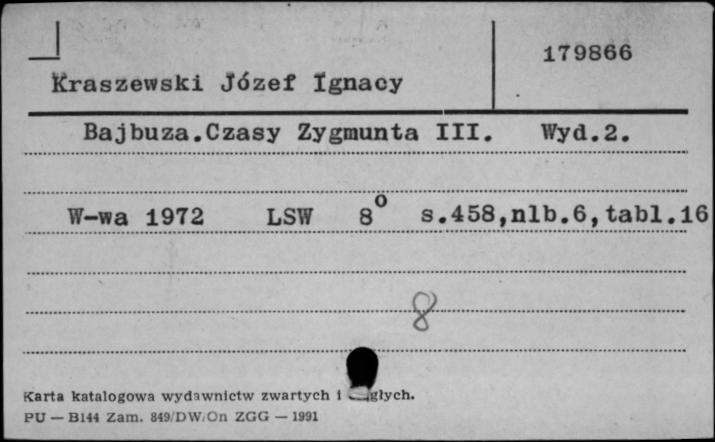 179866
Kraszewski Józef Ignacy
Bajbuza.Czasy Zygmunta III. Wyd.2.
W-wa 1972 LSW 8° s.458,nlb.6,tabl.16
8
Karta katalogowa wydawnictw zwartych i
PU — B144 Zam. 849/DW/On ZGG — 1991